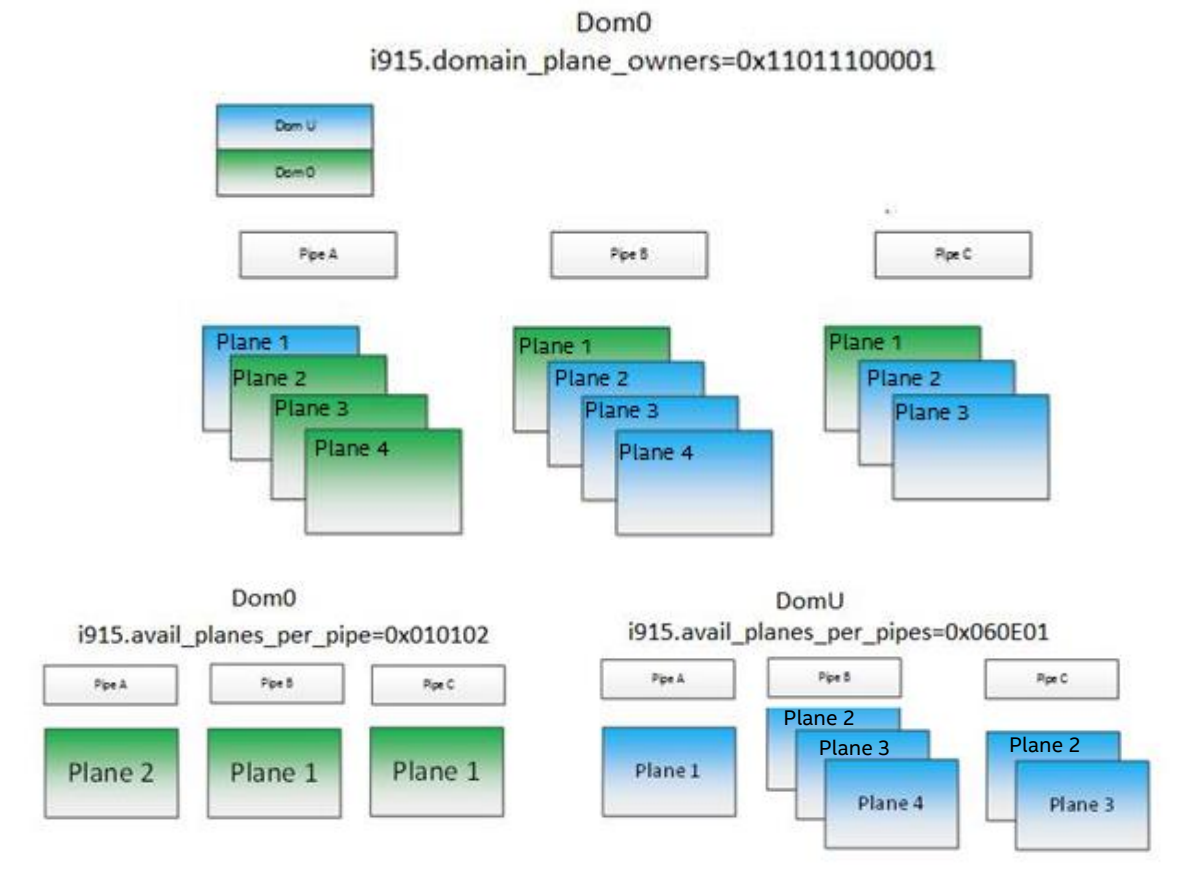 Dom0
i915.domain_plane_owners=0x11011100001
Dom U
Dom 0
Pipe A
Pipe B
Pipe C
Plane 1
Plane 2
Plane 3
Plane 4
Plane 1
Plane 2
Plane 3
Plane 4
Plane 1
Plane 2
Plane 3
Dom0
i915.avail_planes_per_pipe=0x010102
Pipe A
Pipe B
Pipe C
Plane 2
Plane 1
Plane 1
DomU
i915.avail_planes_per_pipes=0x060E01
Pipe A
Pipe B
Pipe C
Plane 1
Plane 2
Plane 3
Plane 4
Plane 2
Plane 3